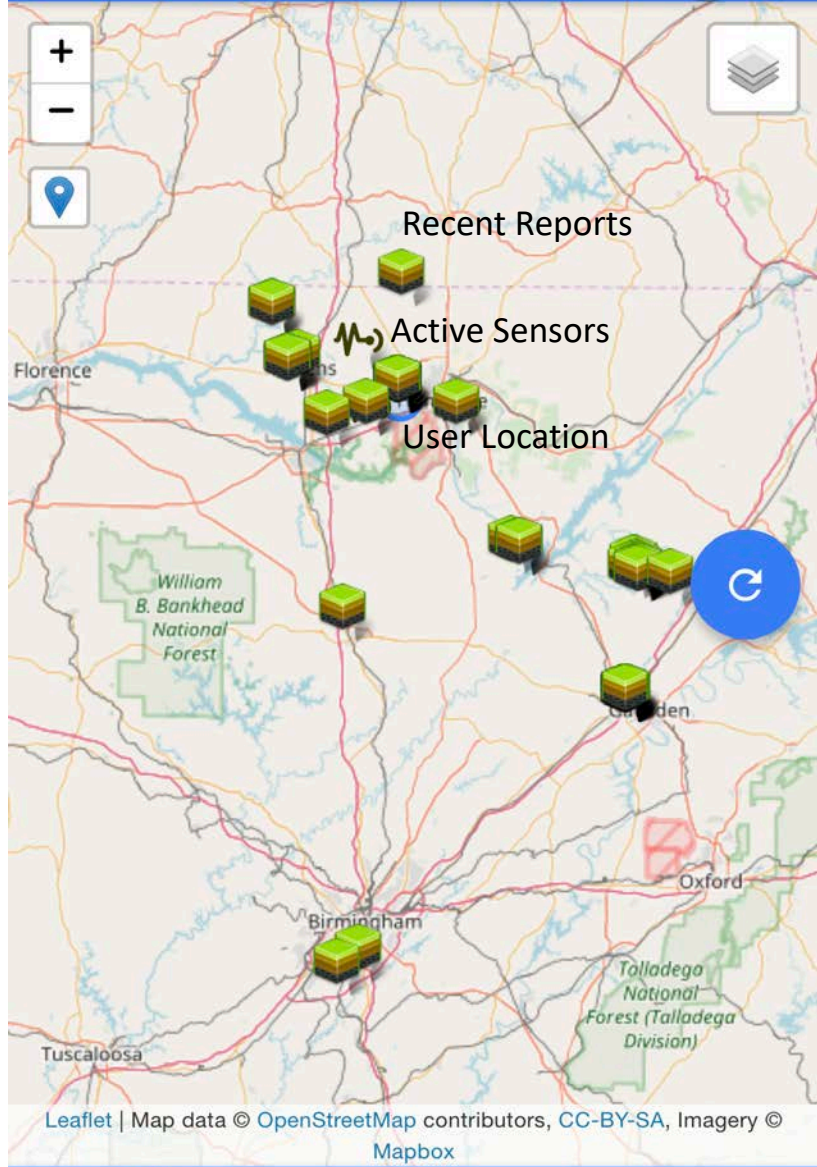 +
−
Recent Reports
Active Sensors
Florence
User Location
William
B. Bankhead
National
Forest
Oxford
Birmingham
Talladega
National
Forest (Talladega
Division)
Tuscaloosa
Leaflet | Map data © OpenStreetMap contributors, CC-BY-SA, Imagery ©
Mapbox